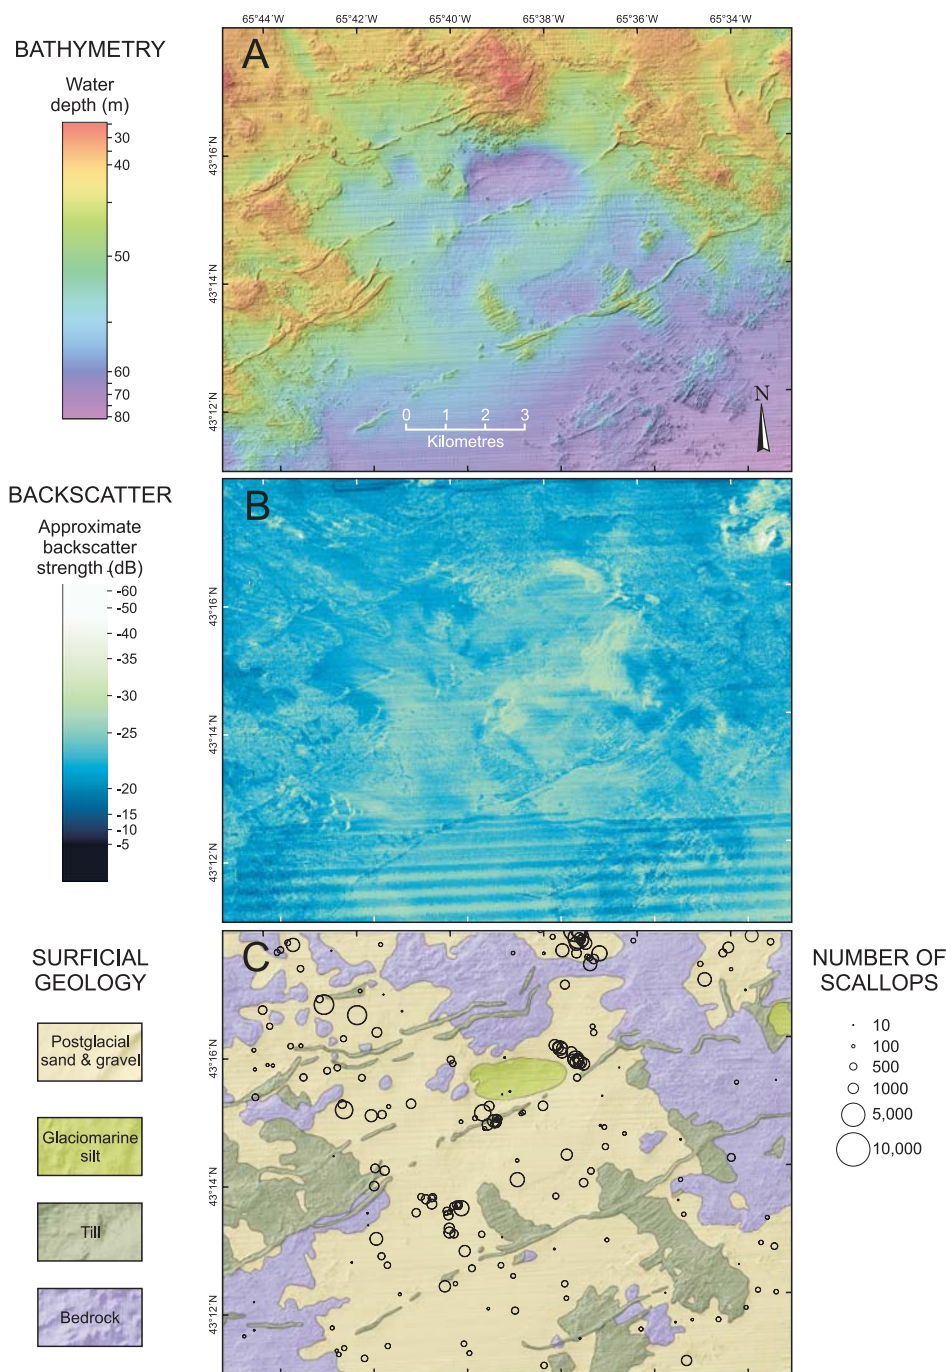 65°44´W 65°42´W 65°40´W 65°38´W 65°36´W 65°34´W
BATHYMETRY
Water
depth (m)
30
40
50
60
70
80
A
43°16´N
43°14´N
43°12´N
0 1 2 3
Kilometres
N
BACKSCATTER
Approximate
backscatter
strength (dB)
-60
-50
-40
-35
-30
-25
-20
-15
-10
-5
B
43°16´N
43°14´N
43°12´N
SURFICIAL
GEOLOGY
Postglacial
sand & gravel
Glaciomarine
silt
Till
Bedrock
C
43°16´N
43°14´N
43°12´N
NUMBER OF
SCALLOPS
10
100
500
1000
5,000
10,000